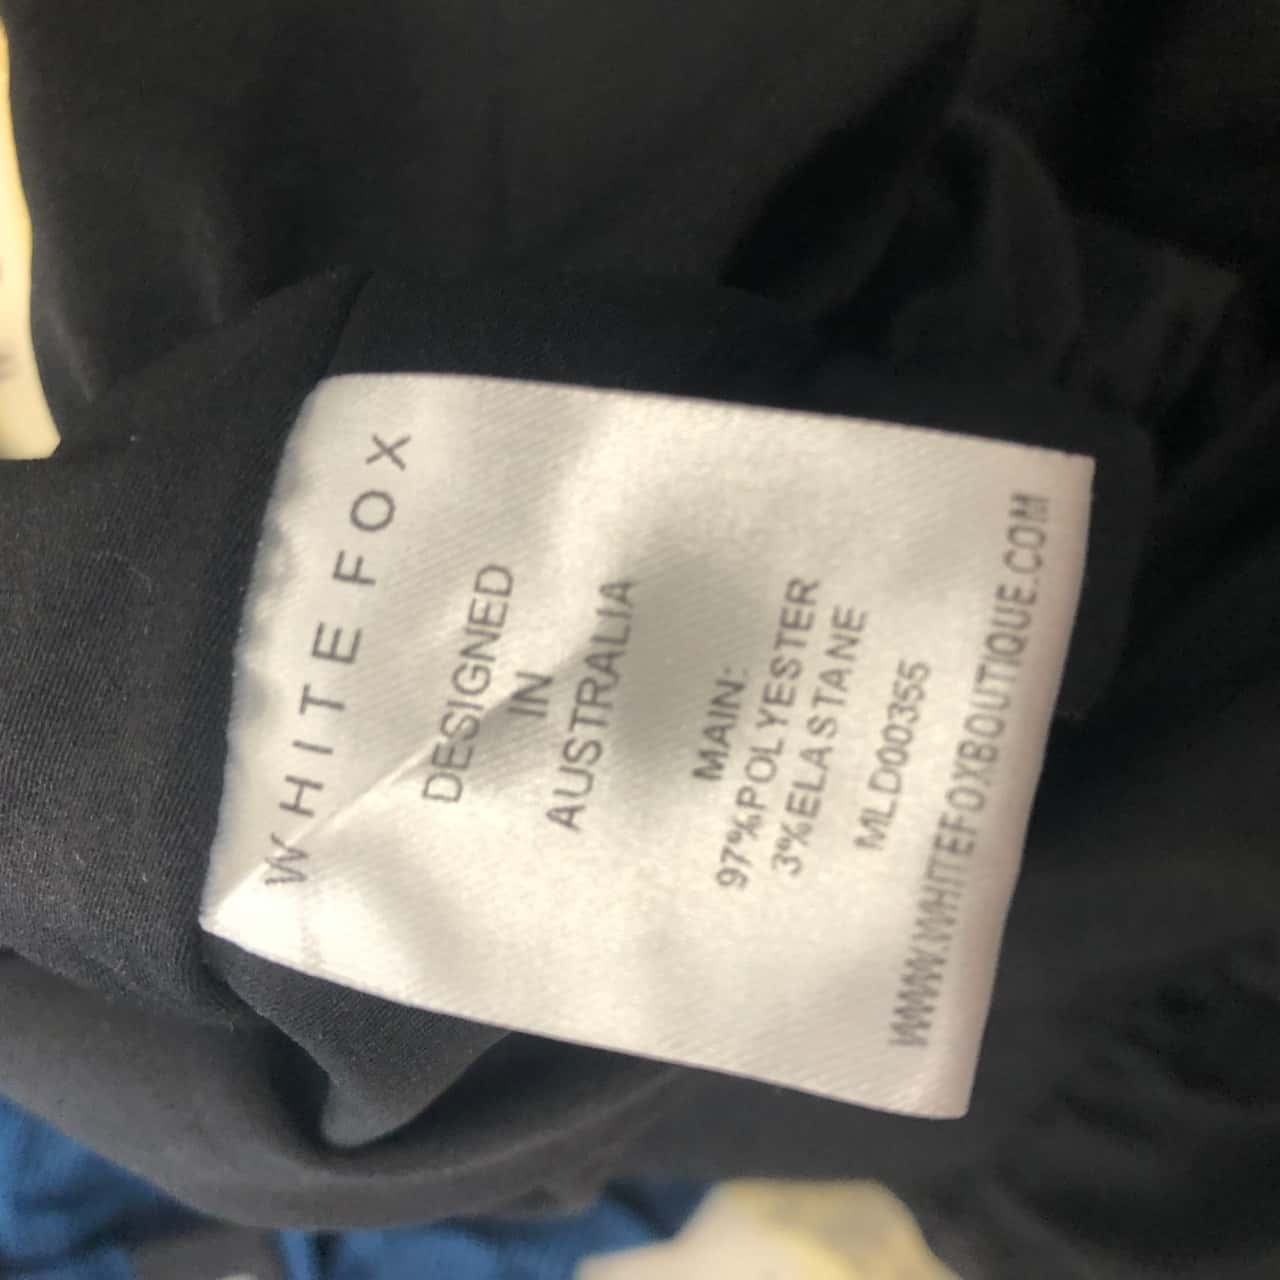 WHITE FOX
DESIGNED
IN
AUSTRALIA
MAIN:
97%POLYESTER
3%ELASTANE
MLD00355
WWW.WHITEFOXBOUTIQUE.COM